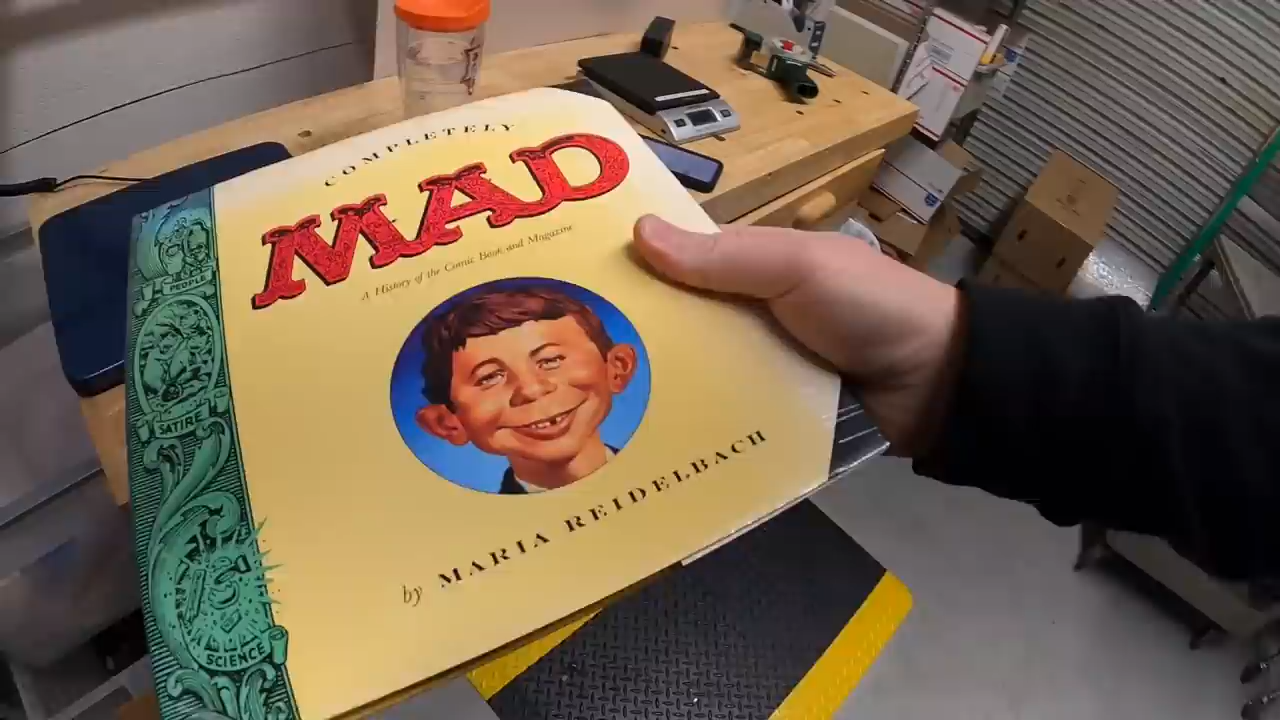 COMPLETELY
MAD
A History of the Comic Book and Magazine
PEOPLE
SATIRE
SCIENCE
by MARIA REIDELBACH